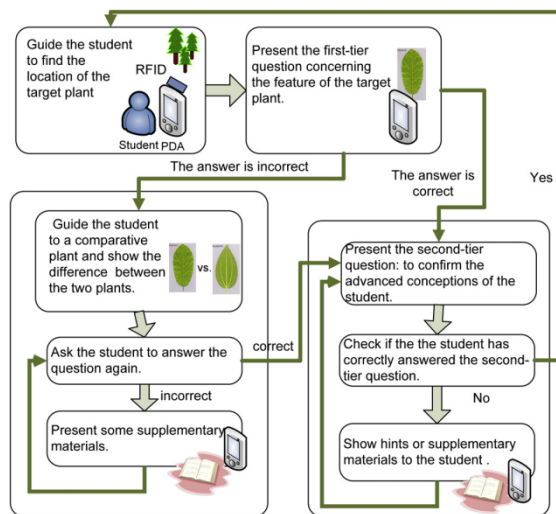 Guide the student
to find the
location of the
target plant
RFID
Student PDA
Present the first-tier
question concerning
the feature of the target
plant.
The answer is incorrect
The answer is
correct
Yes
Guide the student
to a comparative
plant and show the
difference between
the two plants.
vs.
Ask the student to answer the
question again.
correct
incorrect
Present some supplementary
materials.
Present the second-tier
question: to confirm the
advanced conceptions of the
student.
Check if the the student has
correctly answered the second-
tier question.
No
Show hints or supplementary
materials to the student .